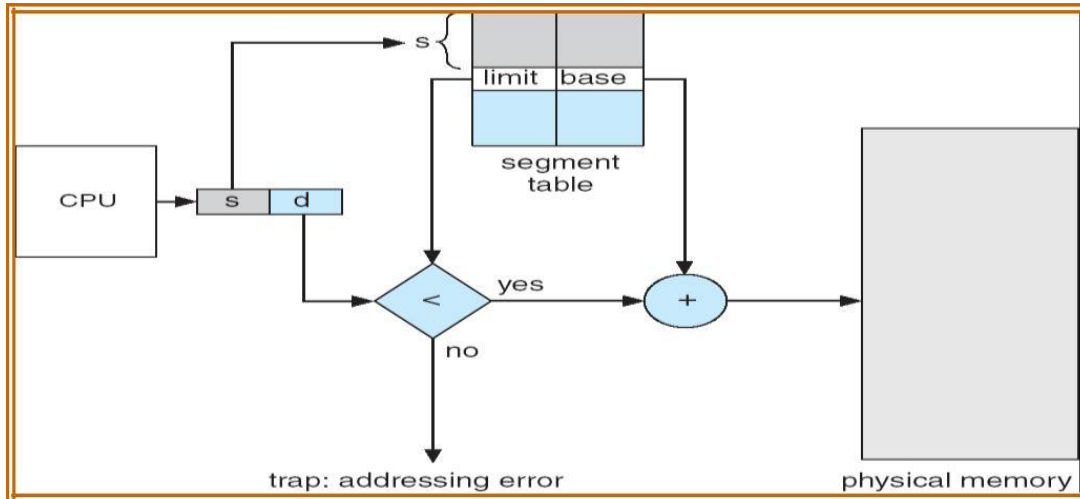 s
limit base
segment
table
CPU
s d
< yes +
no
trap: addressing error
physical memory